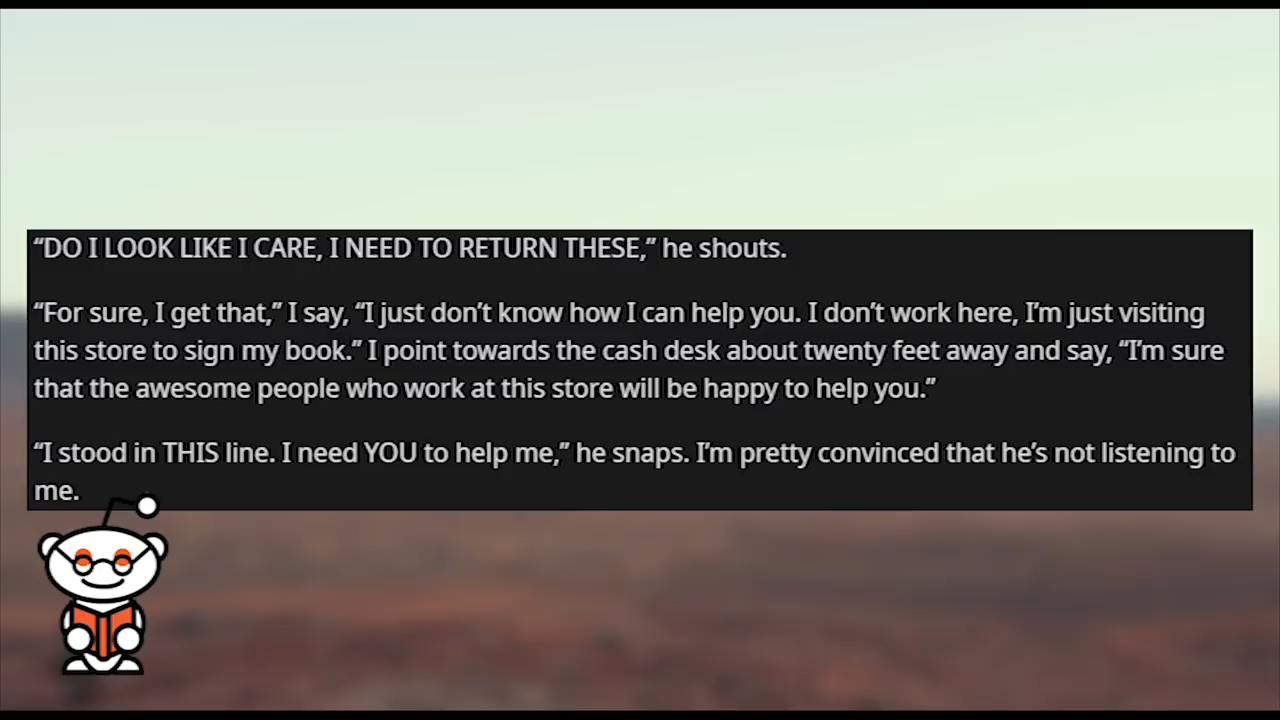 “DO I LOOK LIKE I CARE, I NEED TO RETURN THESE,” he shouts.
“For sure, I get that,” I say, “I just don’t know how I can help you. I don’t work here, I’m just visiting
this store to sign my book.” I point towards the cash desk about twenty feet away and say, “I’m sure
that the awesome people who work at this store will be happy to help you.”
“I stood in THIS line. I need YOU to help me,” he snaps. I’m pretty convinced that he’s not listening to
me.